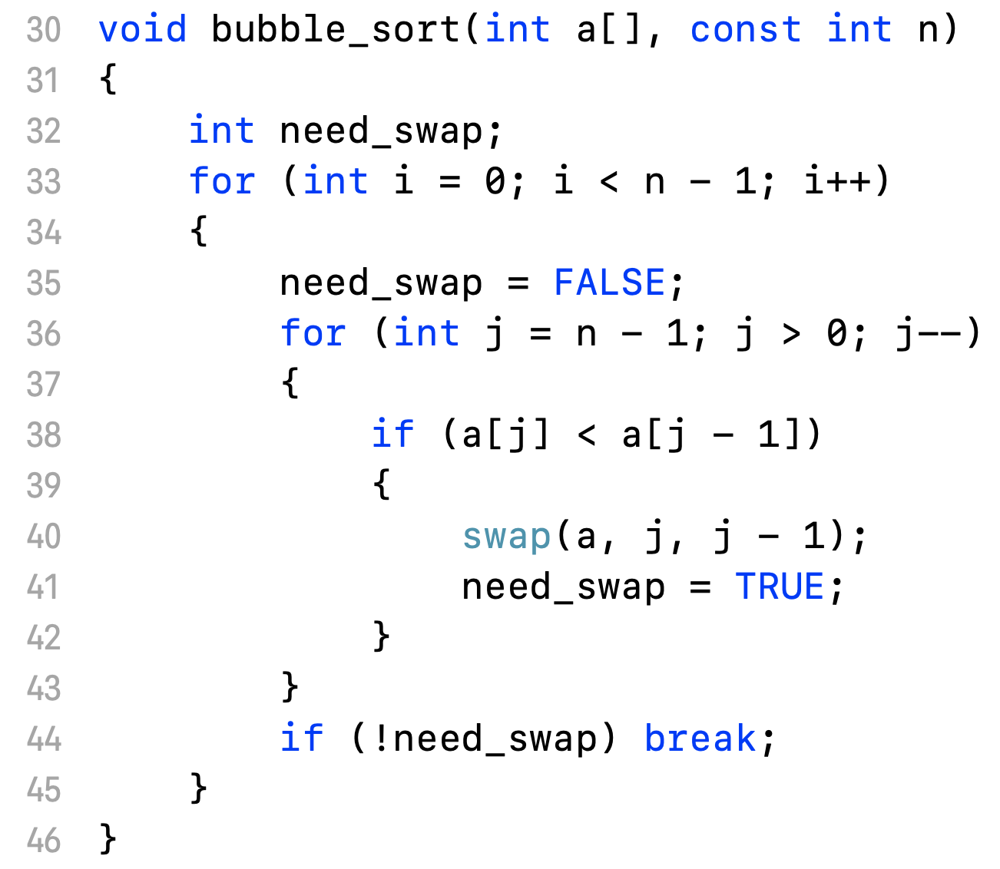 30 void bubble_sort(int a[], const int n)
31 {
32     int need_swap;
33     for (int i = 0; i < n - 1; i++)
34     {
35         need_swap = FALSE;
36         for (int j = n - 1; j > 0; j--)
37         {
38             if (a[j] < a[j - 1])
39             {
40                 swap(a, j, j - 1);
41                 need_swap = TRUE;
42             }
43         }
44         if (!need_swap) break;
45     }
46 }